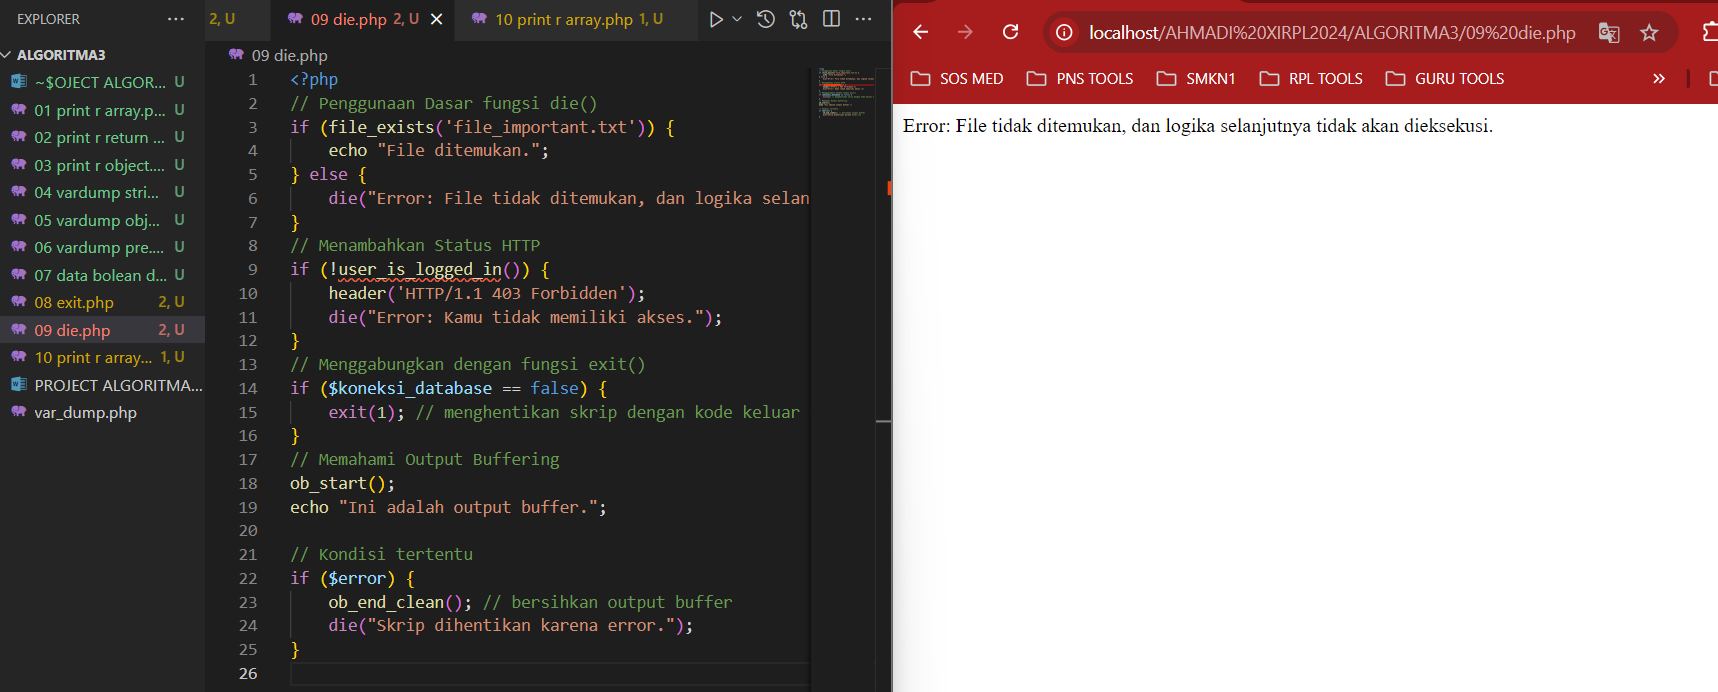 EXPLORER ...
ALGORITMA3
~$OJECT ALGOR... U
01 print r array.p... U
02 print r return ... U
03 print r object.... U
04 vardump stri... U
05 vardump obj... U
06 vardump pre.... U
07 data bolean d... U
08 exit.php 2, U
09 die.php 2, U
10 print r array... 1, U
PROJECT ALGORITMA...
var_dump.php
2, U
09 die.php 2, U
10 print r array.php 1, U
09 die.php
1 <?php
2 // Penggunaan Dasar fungsi die()
3 if (file_exists('file_important.txt')) {
4 echo "File ditemukan.";
5 } else {
6 die("Error: File tidak ditemukan, dan logika selan
7 }
8 // Menambahkan Status HTTP
9 if (!user_is_logged_in()) {
10 header('HTTP/1.1 403 Forbidden');
11 die("Error: Kamu tidak memiliki akses.");
12 }
13 // Menggabungkan dengan fungsi exit()
14 if ($koneksi_database == false) {
15 exit(1); // menghentikan skrip dengan kode keluar
16 }
17 // Memahami Output Buffering
18 ob_start();
19 echo "Ini adalah output buffer.";
20
21 // Kondisi tertentu
22 if ($error) {
23 ob_end_clean(); // bersihkan output buffer
24 die("Skrip dihentikan karena error.");
25 }
26
localhost/AHMADI%20XIRPL2024/ALGORITMA3/09%20die.php
SOS MED PNS TOOLS SMKN1 RPL TOOLS GURU TOOLS »
Error: File tidak ditemukan, dan logika selanjutnya tidak akan dieksekusi.